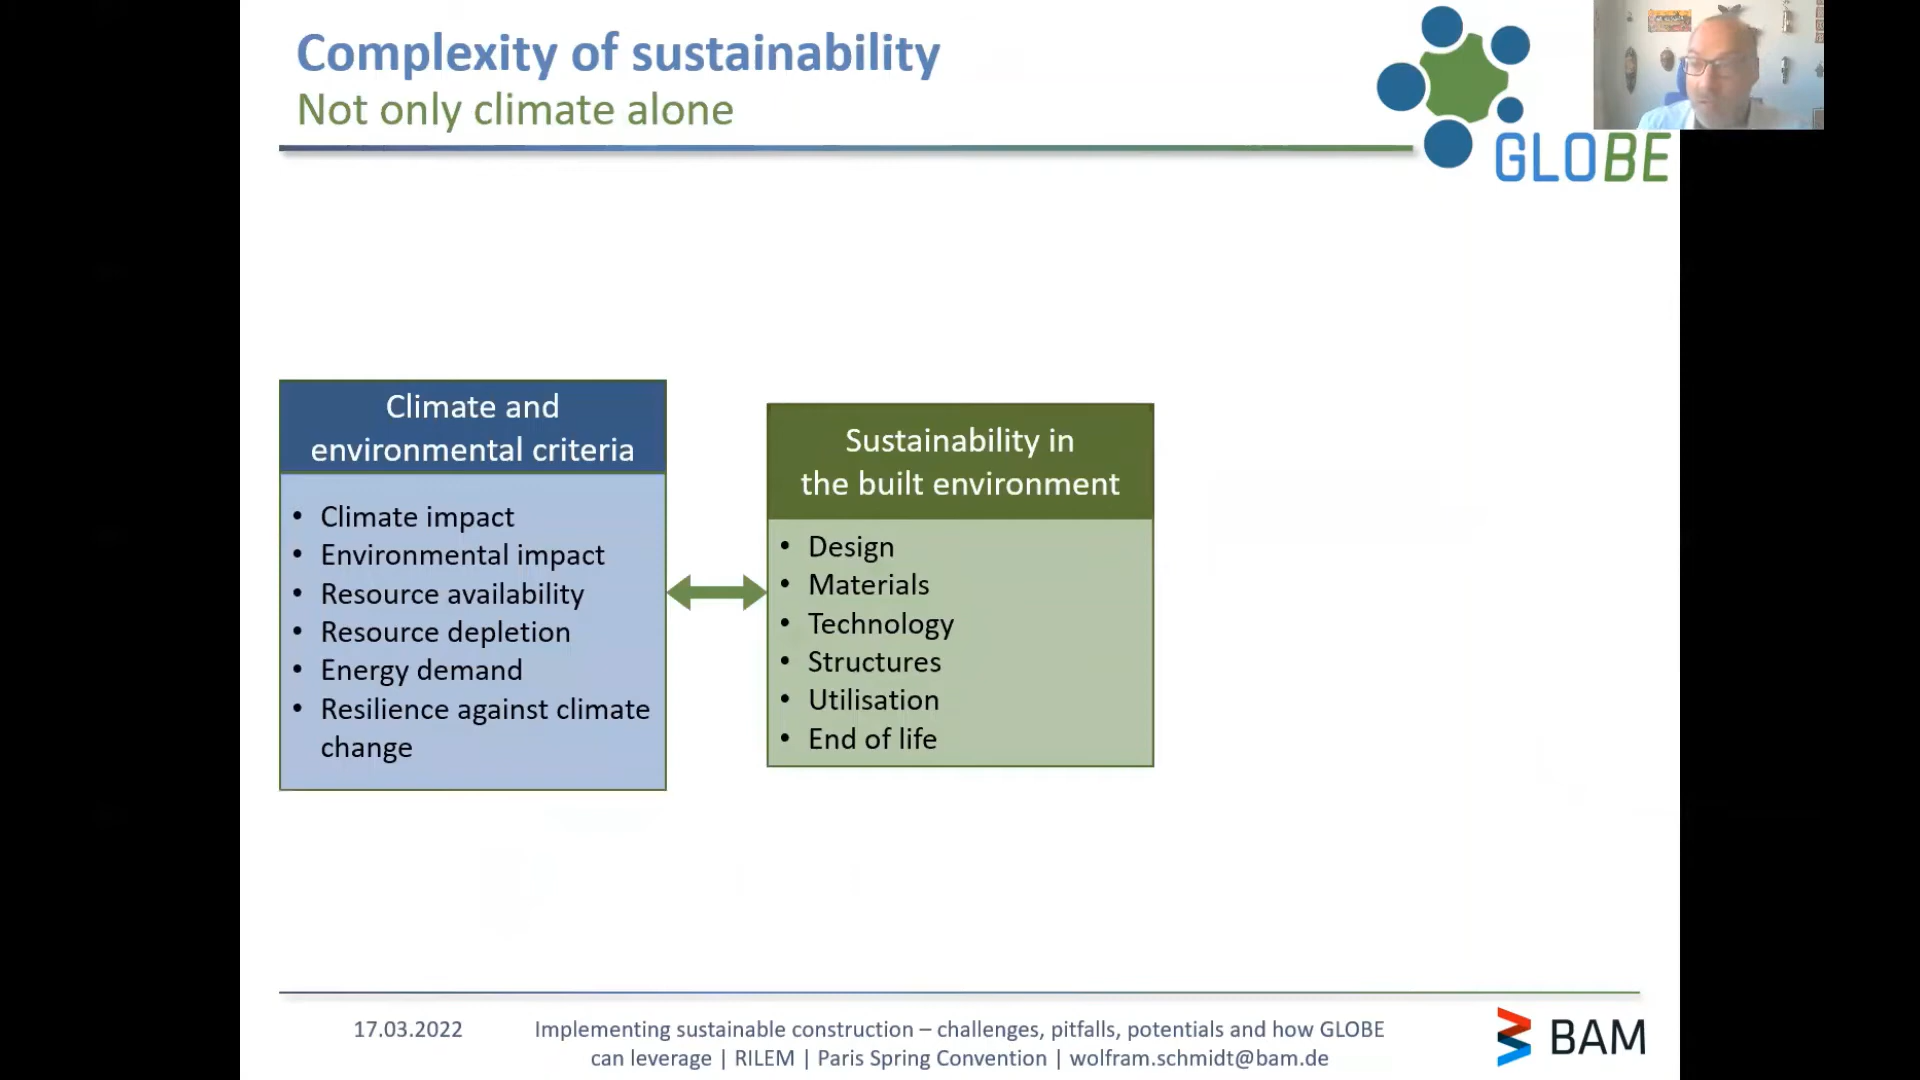 Complexity of sustainability
Not only climate alone
GLOBE
Climate and
environmental criteria
• Climate impact
• Environmental impact
• Resource availability
• Resource depletion
• Energy demand
• Resilience against climate
change
Sustainability in
the built environment
• Design
• Materials
• Technology
• Structures
• Utilisation
• End of life
17.03.2022
Implementing sustainable construction – challenges, pitfalls, potentials and how GLOBE
can leverage | RILEM | Paris Spring Convention | wolfram.schmidt@bam.de
BAM